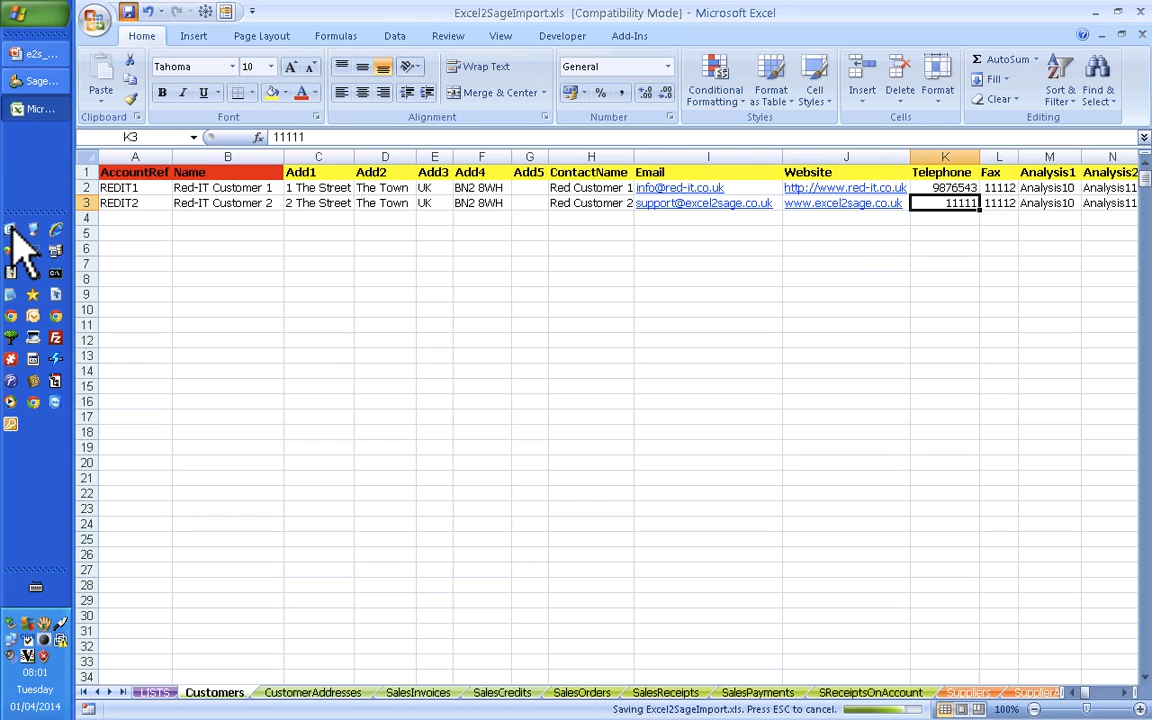 Excel2SageImport.xls [Compatibility Mode] - Microsoft Excel
e2s_...
Sage...
Micr...
Home Insert Page Layout Formulas Data Review View Developer Add-Ins
Paste
Clipboard
Tahoma 10
B I U
Font
Wrap Text
Merge & Center
Alignment
General
% ,
Number
Conditional Formatting
Format as Table
Cell Styles
Styles
Insert Delete Format
Cells
AutoSum
Fill
Clear
Sort & Filter
Find & Select
Editing
K3 fx 11111
A B C D E F G H I J K L M N
1 AccountRef Name Add1 Add2 Add3 Add4 Add5 ContactName Email Website Telephone Fax Analysis1 Analysis2
2 REDIT1 Red-IT Customer 1 1 The Street The Town UK BN2 8WH Red Customer 1 info@red-it.co.uk http://www.red-it.co.uk 9876543 11112 Analysis10 Analysis11
3 REDIT2 Red-IT Customer 2 2 The Street The Town UK BN2 8WH Red Customer 2 support@excel2sage.co.uk www.excel2sage.co.uk 11111 11112 Analysis10 Analysis11
4
5
6
7
8
9
10
11
12
13
14
15
16
17
18
19
20
21
22
23
24
25
26
27
28
29
30
31
32
33
34
08:01
Tuesday
01/04/2014
LISTS Customers CustomerAddresses SalesInvoices SalesCredits SalesOrders SalesReceipts SalesPayments SReceiptsOnAccount Suppliers
Saving Excel2SageImport.xls. Press ESC to cancel. 100%